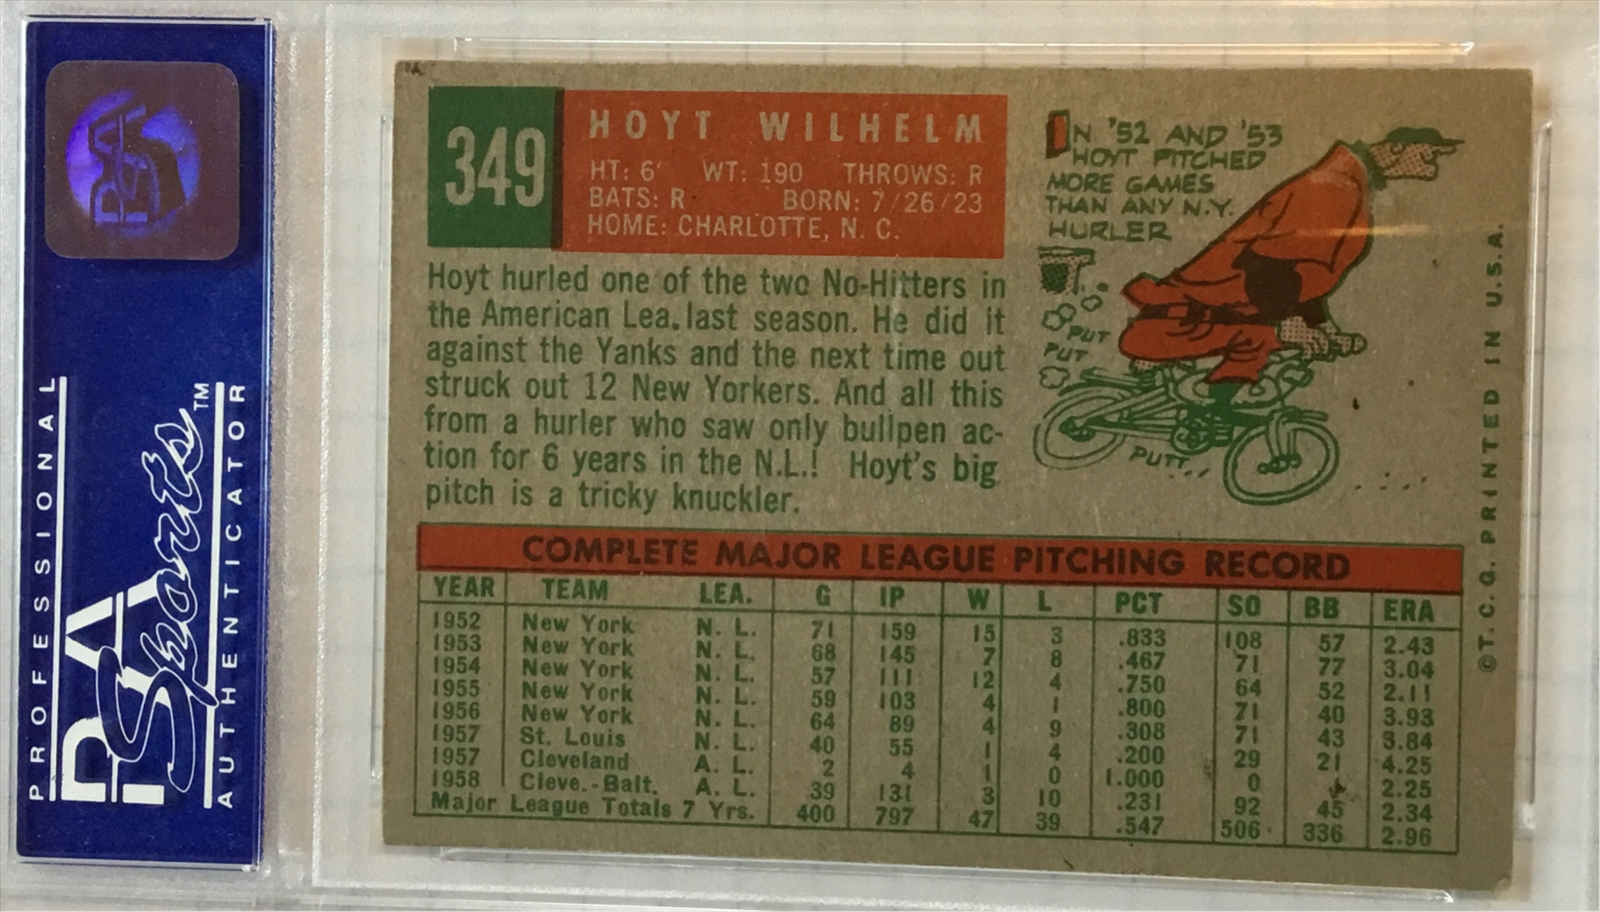 PROFESSIONAL
PSA
Sports™
AUTHENTICATOR
PSA
349
HOYT WILHELM
HT: 6' WT: 190 THROWS: R
BATS: R BORN: 7/26/23
HOME: CHARLOTTE, N. C.
Hoyt hurled one of the two No-Hitters in
the American Lea. last season. He did it
against the Yanks and the next time out
struck out 12 New Yorkers. And all this
from a hurler who saw only bullpen ac-
tion for 6 years in the N.L.! Hoyt's big
pitch is a tricky knuckler.
IN '52 AND '53
HOYT PITCHED
MORE GAMES
THAN ANY N.Y.
HURLER
PUT
PUT
PUTT...
COMPLETE MAJOR LEAGUE PITCHING RECORD
YEAR TEAM LEA. G IP W L PCT SO BB ERA
1952 New York N. L. 71 159 15 3 .833 108 57 2.43
1953 New York N. L. 68 145 7 8 .467 71 77 3.04
1954 New York N. L. 57 111 12 4 .750 64 52 2.11
1955 New York N. L. 59 103 4 1 .800 71 40 3.93
1956 New York N. L. 64 89 4 9 .308 71 43 3.84
1957 St. Louis N. L. 40 55 1 4 .200 29 21 4.25
1957 Cleveland A. L. 2 4 1 0 1.000 0 2.25
1958 Cleve.-Balt. A. L. 39 131 3 10 .231 92 45 2.34
Major League Totals 7 Yrs. 400 797 47 39 .547 506 336 2.96
©T. C. G. PRINTED IN U.S.A.